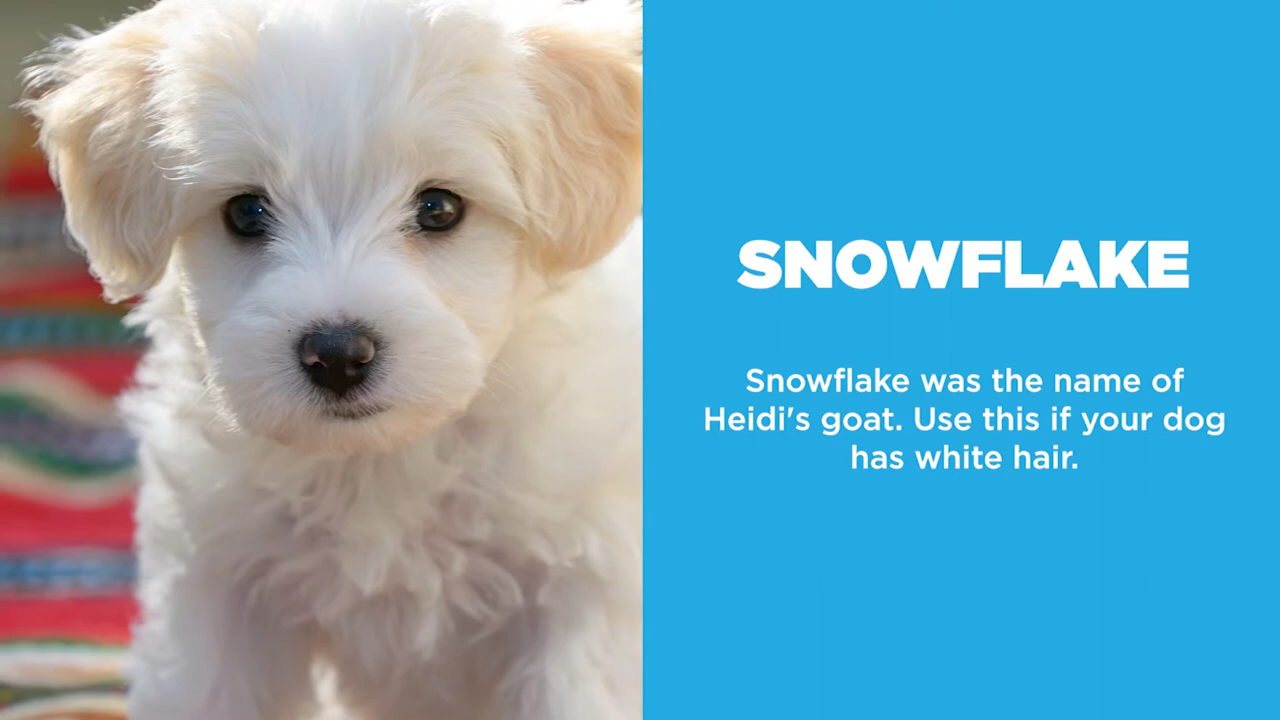 SNOWFLAKE
Snowflake was the name of
Heidi's goat. Use this if your dog
has white hair.